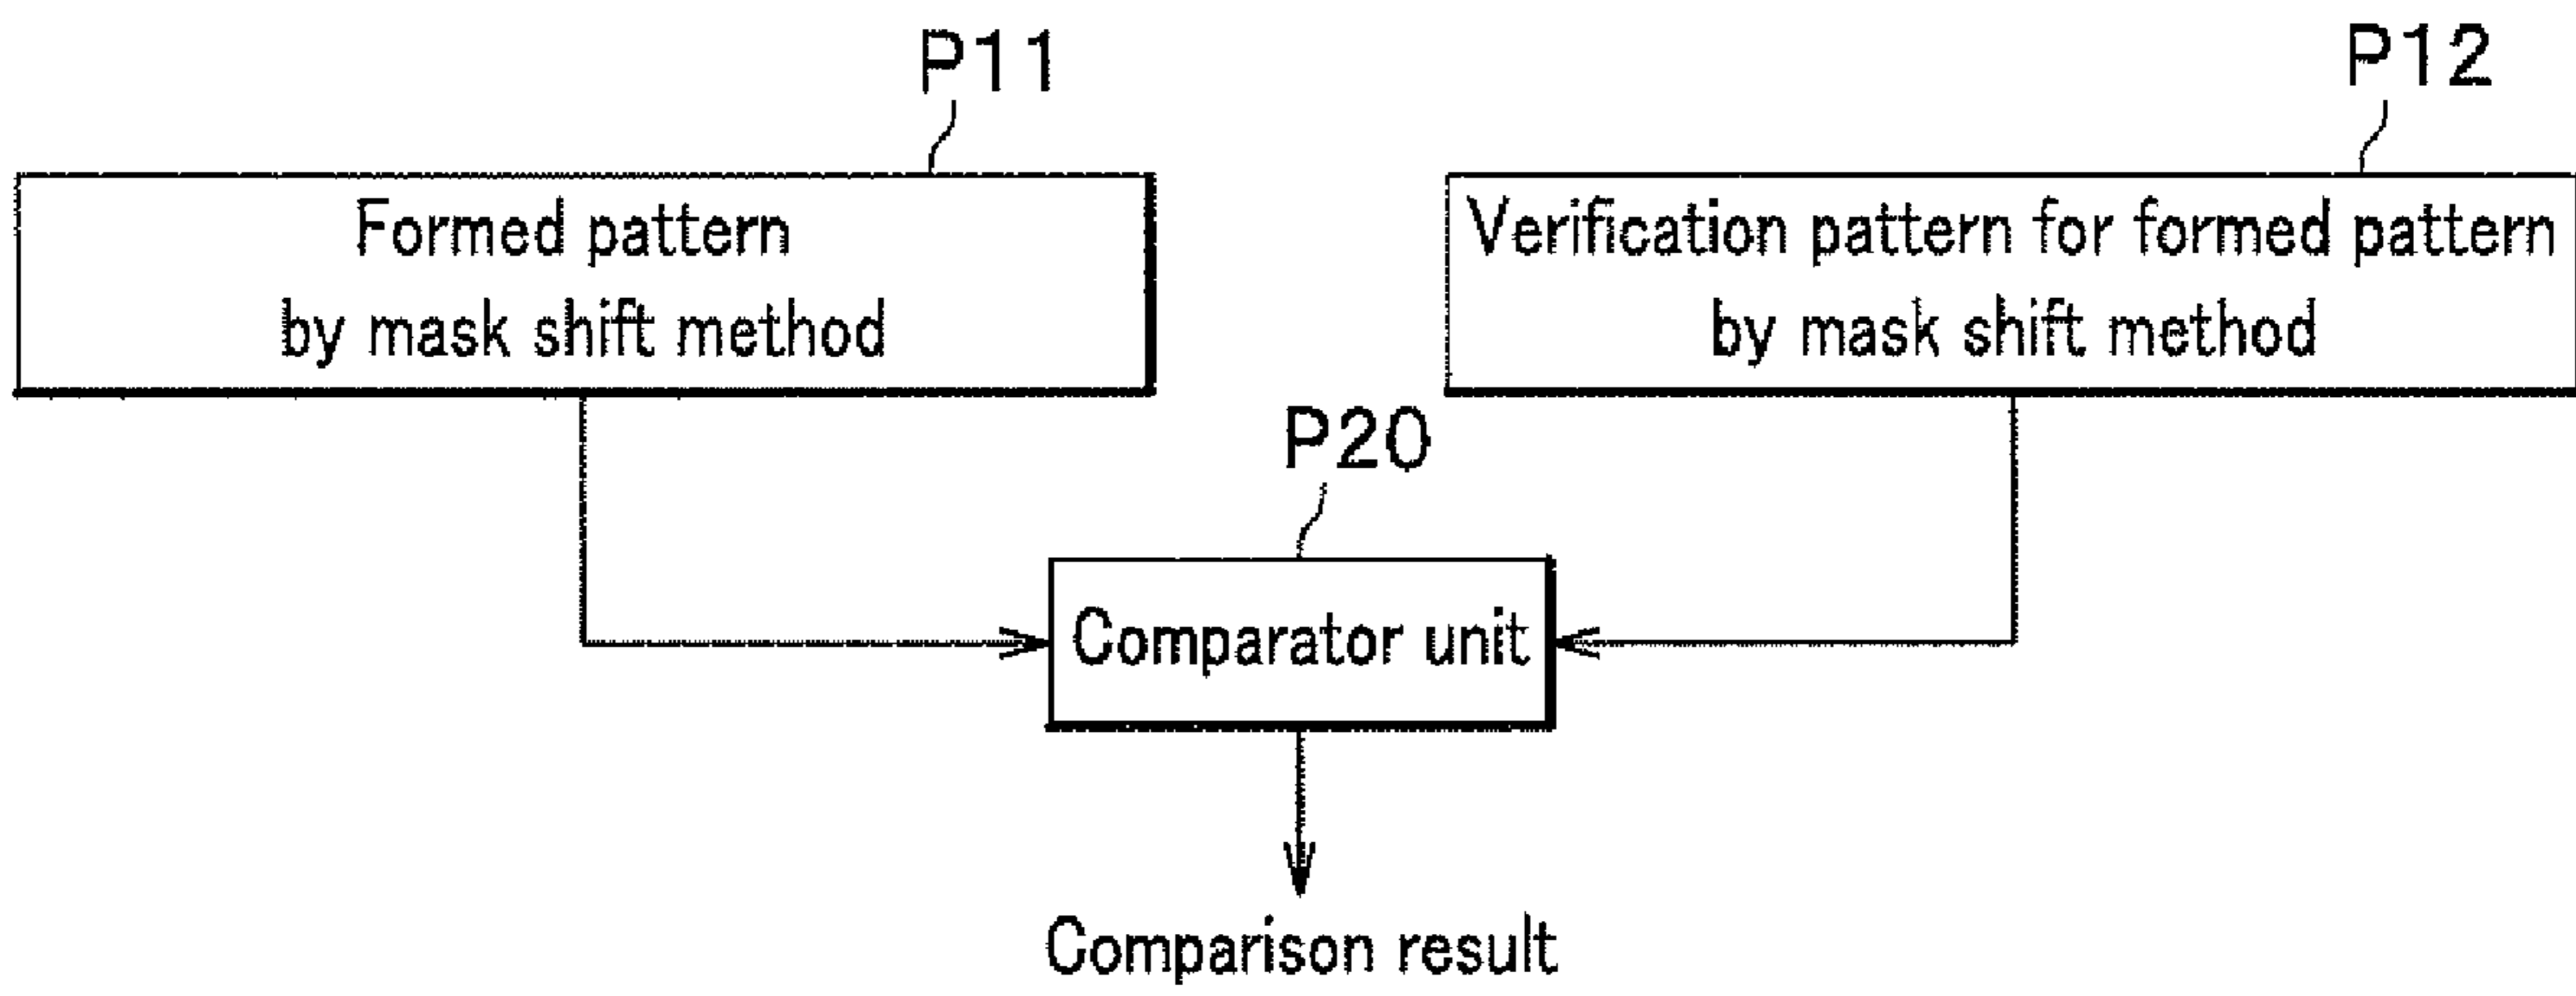 P11
Formed pattern
by mask shift method
P12
Verification pattern for formed pattern
by mask shift method
P20
Comparator unit
Comparison result